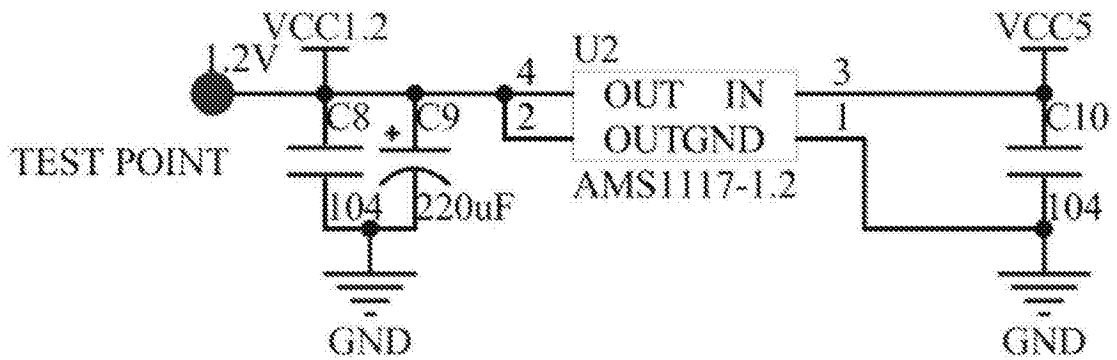 VCC1.2
1.2V
TEST POINT
C8
104
C9
+
220uF
GND
U2
4
2
OUT IN
OUTGND
AMS1117-1.2
3
1
VCC5
C10
104
GND